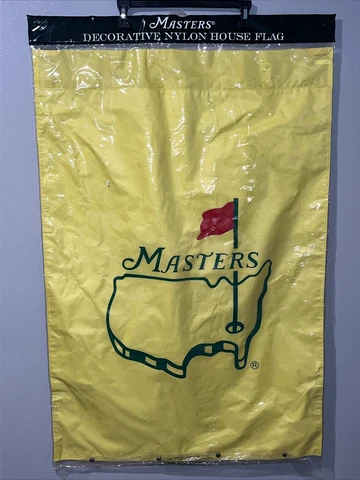 MASTERS®
DECORATIVE NYLON HOUSE FLAG
MASTERS
®